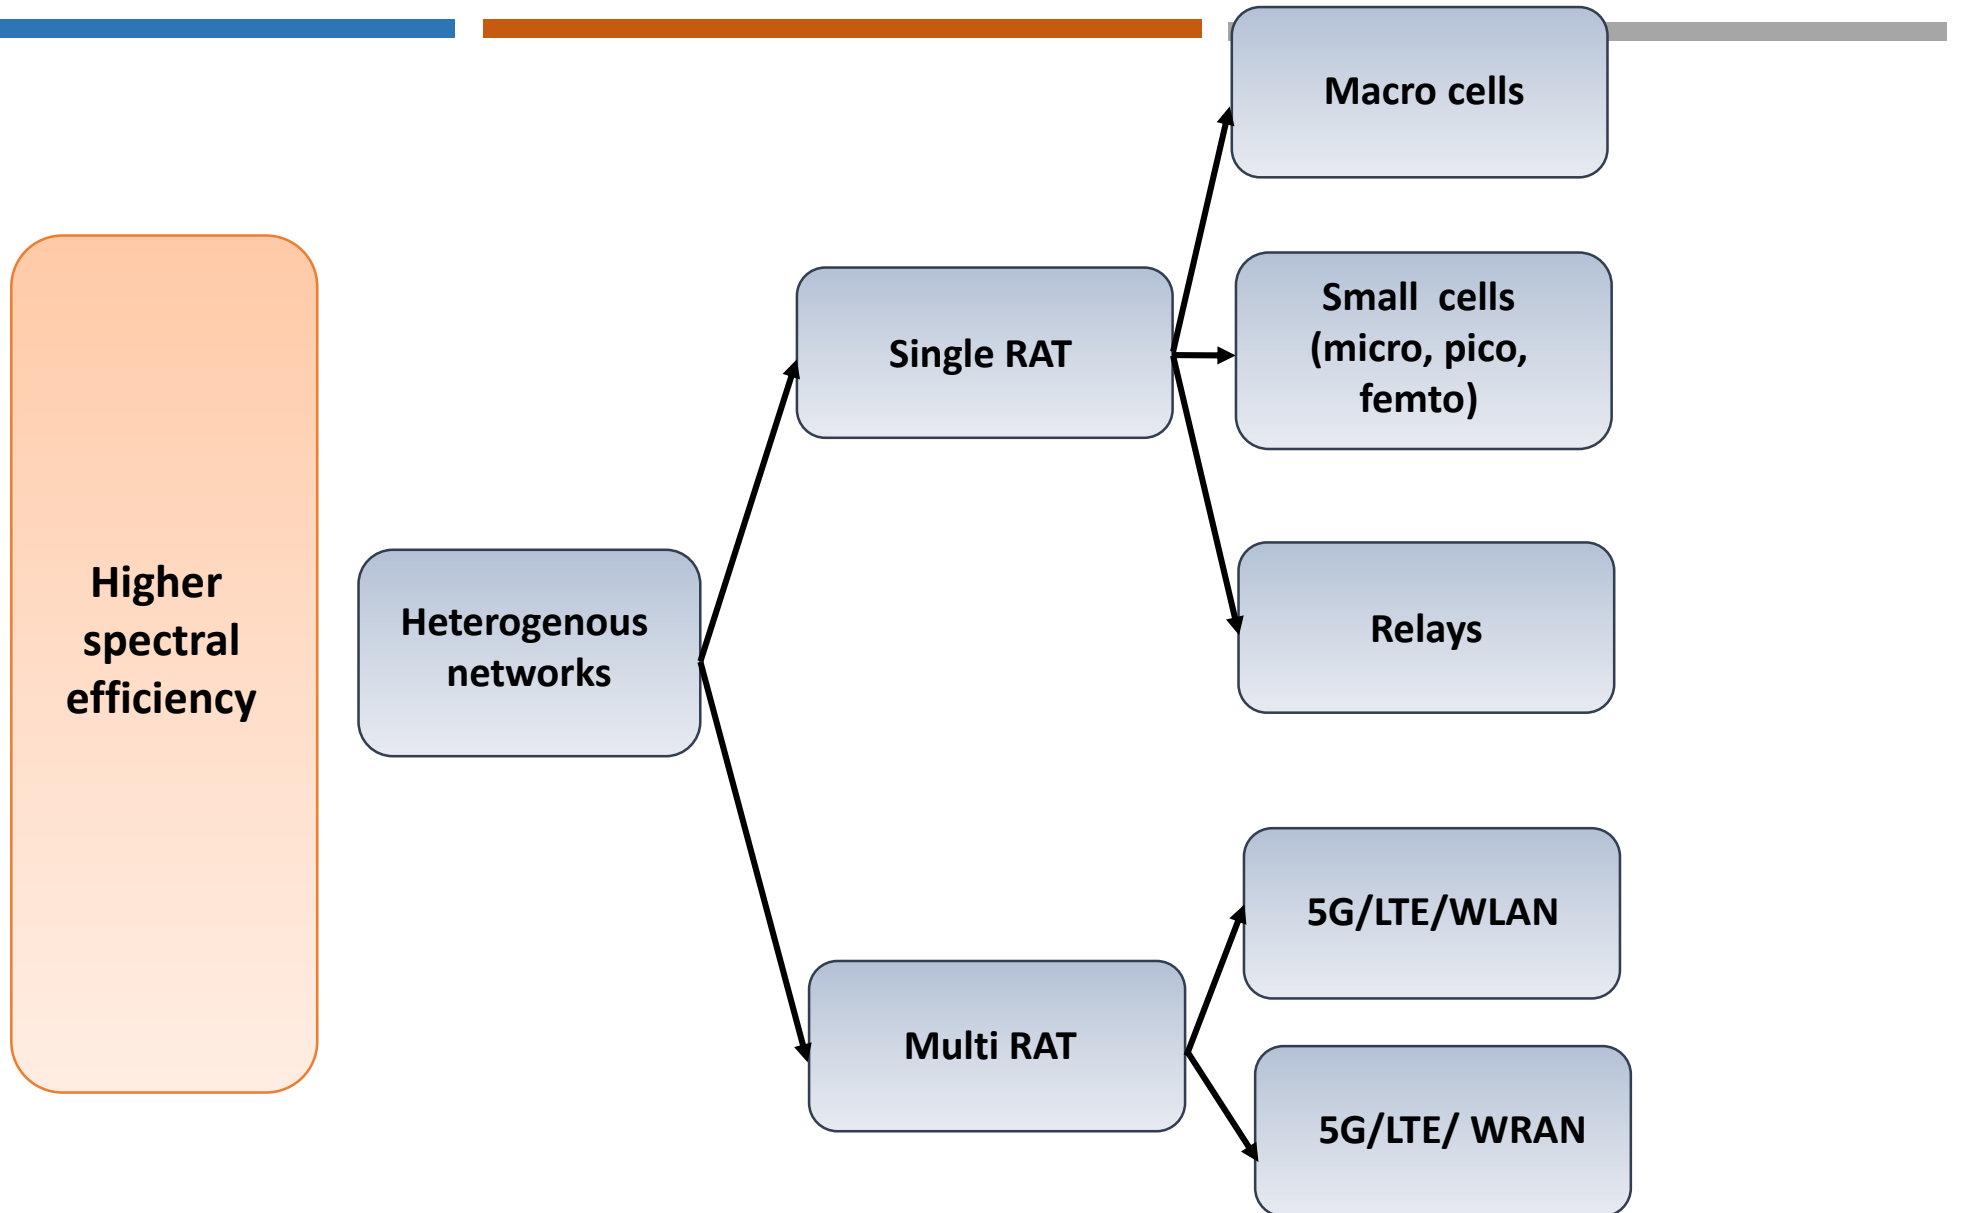 Higher
spectral
efficiency
Heterogenous
networks
Single RAT
Multi RAT
Macro cells
Small  cells
(micro, pico,
femto)
Relays
5G/LTE/WLAN
5G/LTE/ WRAN